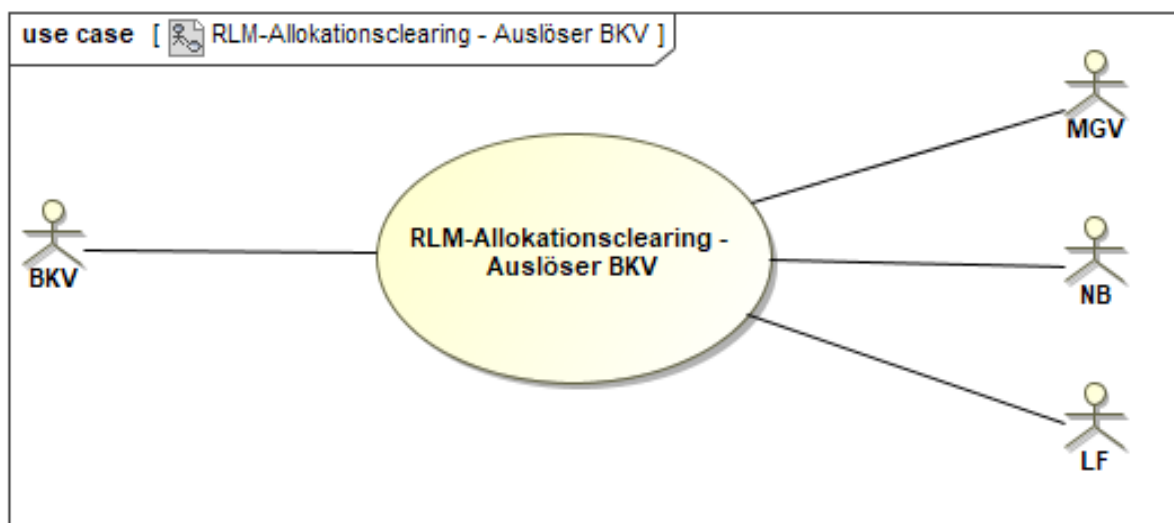 use case [ RLM-Allokationsclearing - Auslöser BKV ]
MGV
RLM-Allokationsclearing -
Auslöser BKV
BKV
NB
LF